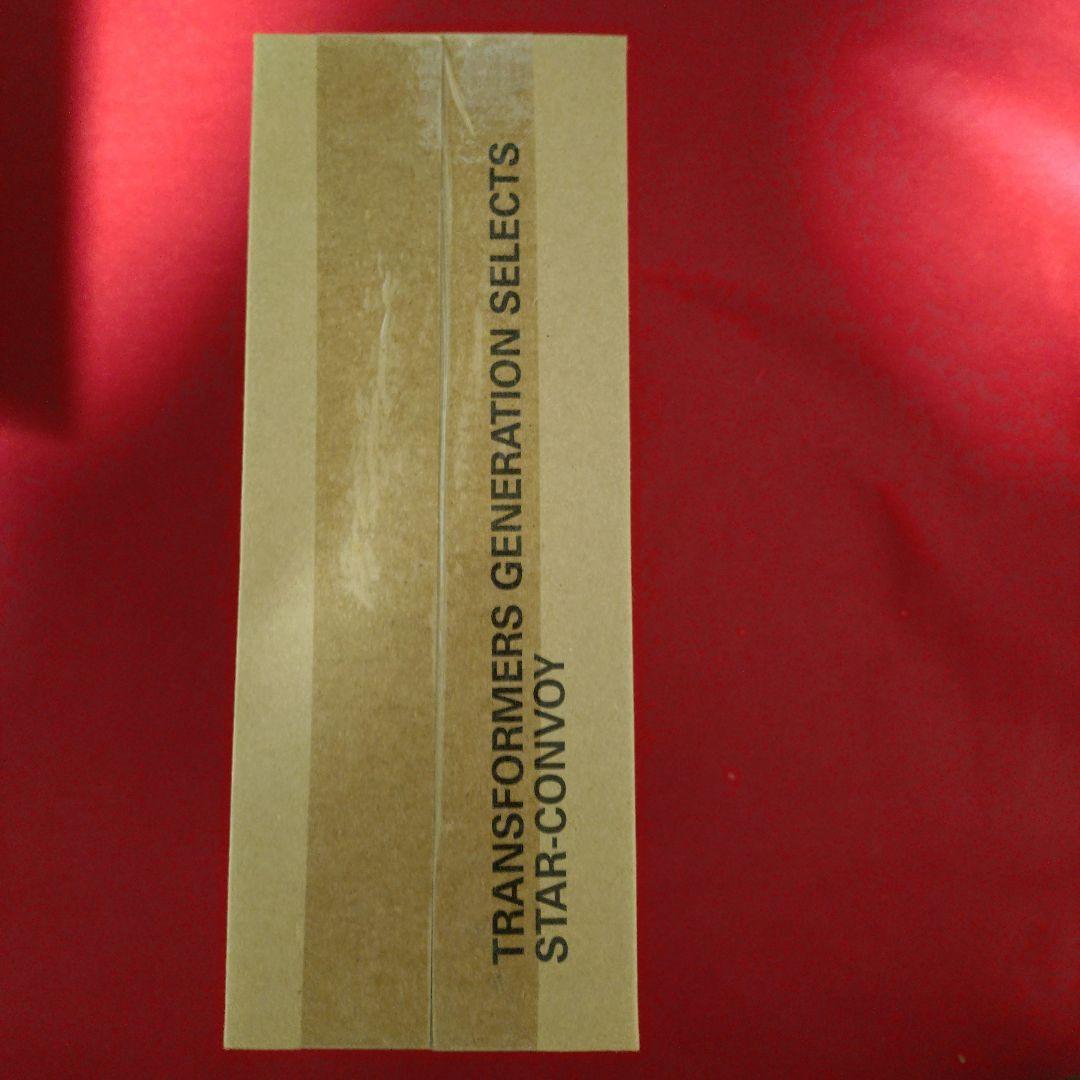 TRANSFORMERS GENERATION SELECTS
STAR-CONVOY